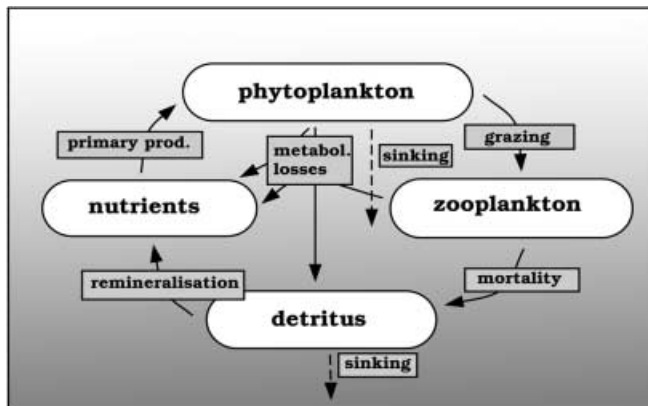 phytoplankton
primary prod.
metabol.
losses
sinking
grazing
nutrients
zooplankton
remineralisation
mortality
detritus
sinking